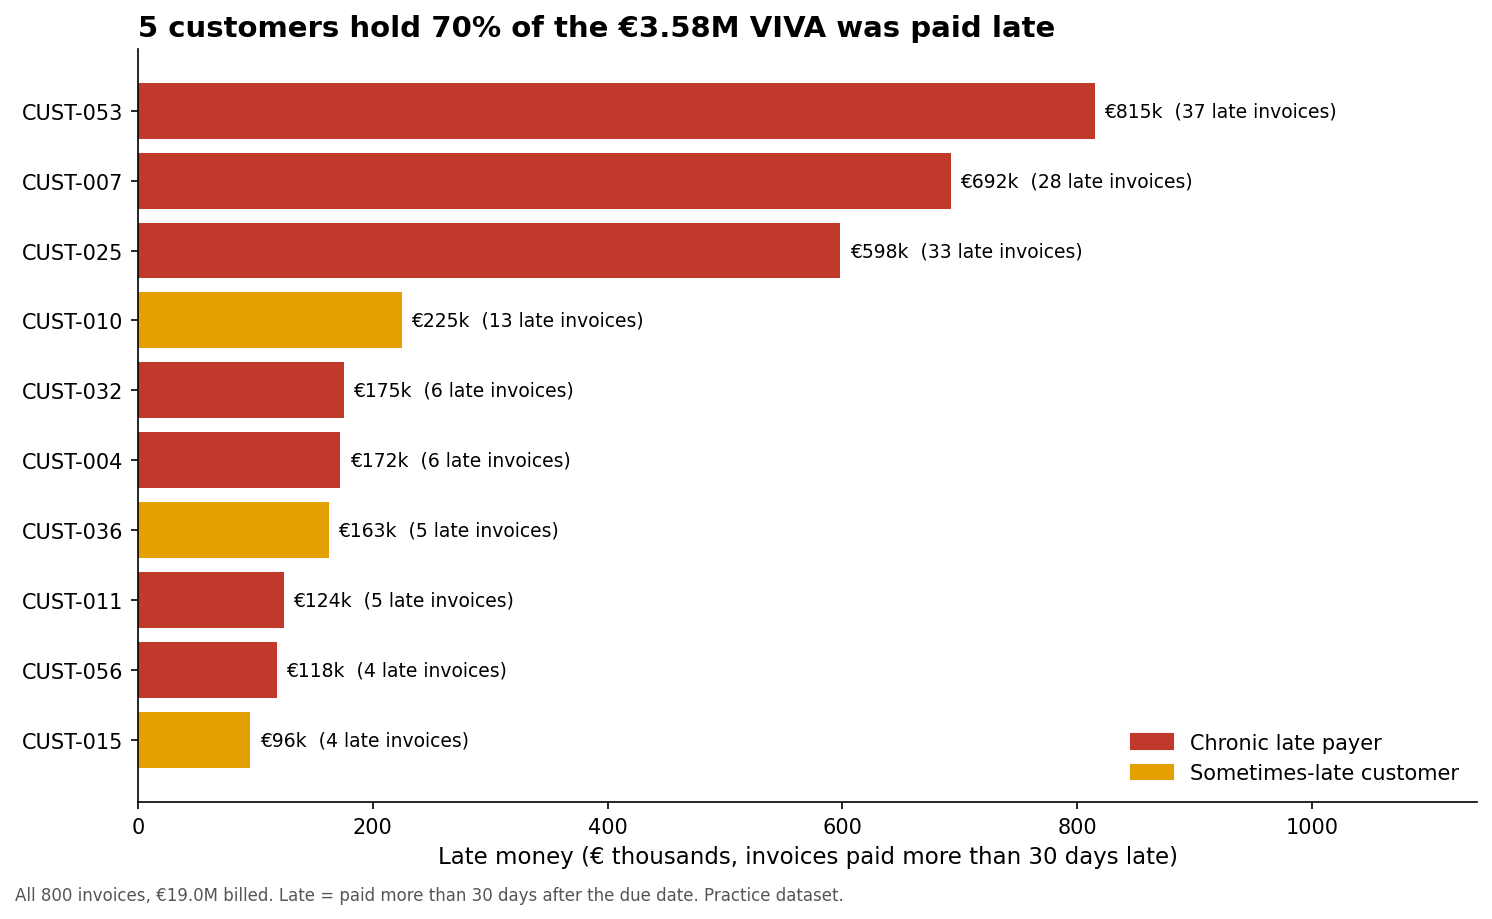 5 customers hold 70% of the €3.58M VIVA was paid late
CUST-053 €815k (37 late invoices)
CUST-007 €692k (28 late invoices)
CUST-025 €598k (33 late invoices)
CUST-010 €225k (13 late invoices)
CUST-032 €175k (6 late invoices)
CUST-004 €172k (6 late invoices)
CUST-036 €163k (5 late invoices)
CUST-011 €124k (5 late invoices)
CUST-056 €118k (4 late invoices)
CUST-015 €96k (4 late invoices)
Chronic late payer
Sometimes-late customer
0 200 400 600 800 1000
Late money (€ thousands, invoices paid more than 30 days late)
All 800 invoices, €19.0M billed. Late = paid more than 30 days after the due date. Practice dataset.